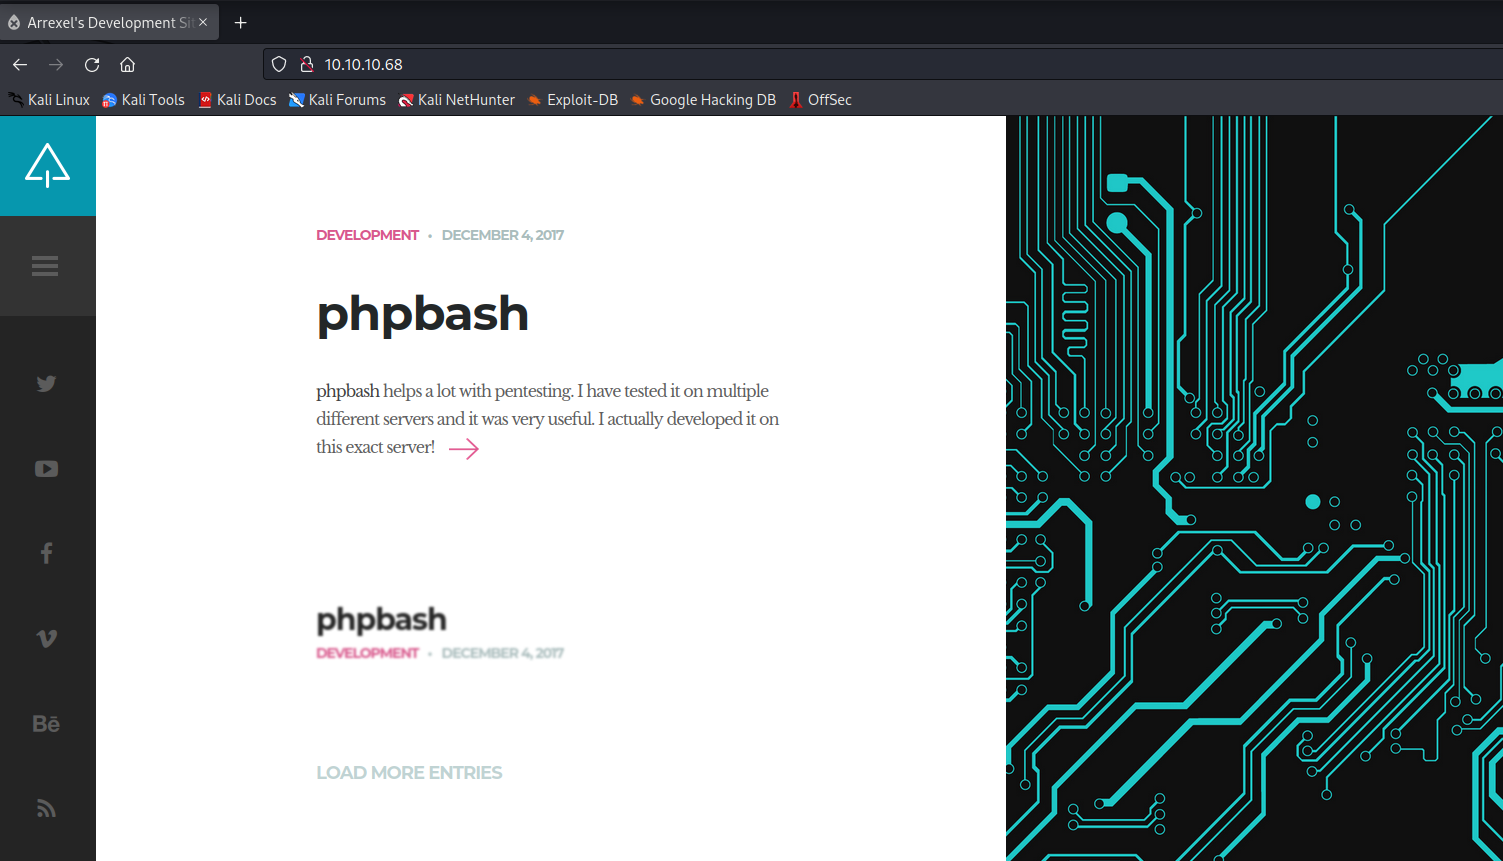 Arrexel's Development Sit
10.10.10.68
Kali Linux Kali Tools Kali Docs Kali Forums Kali NetHunter Exploit-DB Google Hacking DB OffSec
DEVELOPMENT • DECEMBER 4, 2017
phpbash
phpbash helps a lot with pentesting. I have tested it on multiple
different servers and it was very useful. I actually developed it on
this exact server!
phpbash
DEVELOPMENT • DECEMBER 4, 2017
LOAD MORE ENTRIES
Bē